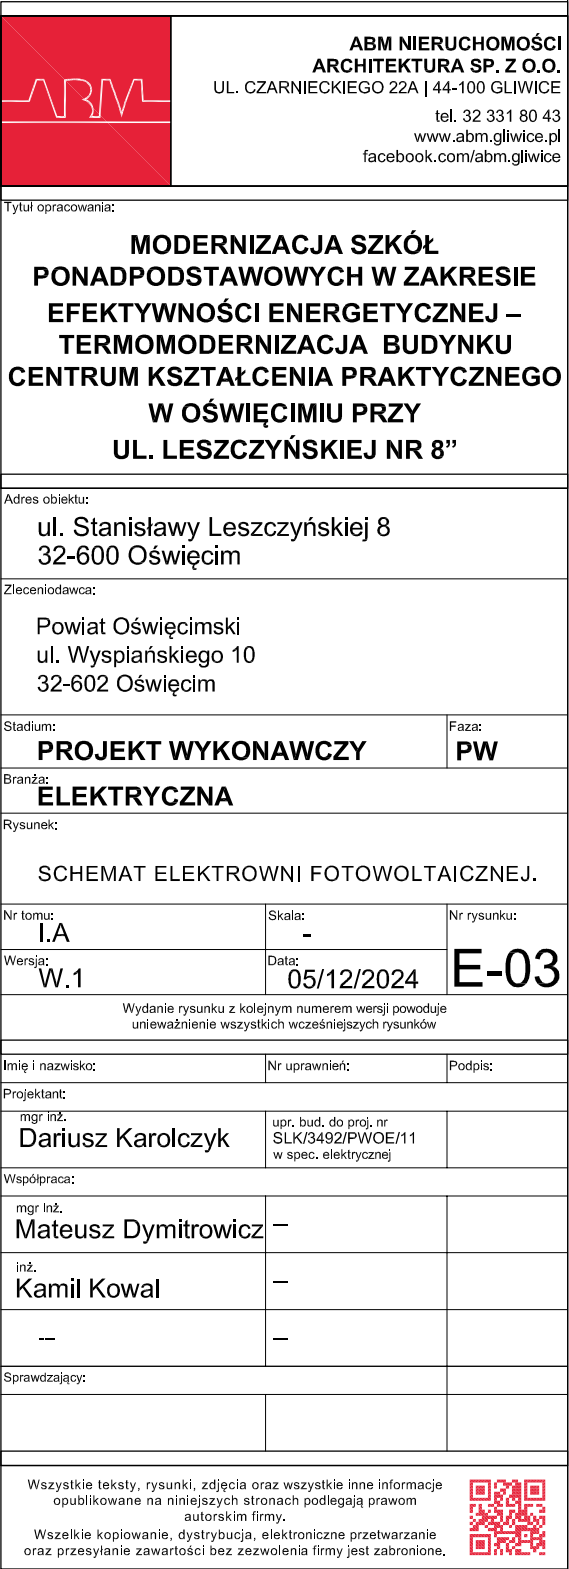 ABM
ABM NIERUCHOMOŚCI
ARCHITEKTURA SP. Z O.O.
UL. CZARNIECKIEGO 22A | 44-100 GLIWICE
tel. 32 331 80 43
www.abm.gliwice.pl
facebook.com/abm.gliwice
Tytuł opracowania:
MODERNIZACJA SZKÓŁ
PONADPODSTAWOWYCH W ZAKRESIE
EFEKTYWNOŚCI ENERGETYCZNEJ –
TERMOMODERNIZACJA BUDYNKU
CENTRUM KSZTAŁCENIA PRAKTYCZNEGO
W OŚWIĘCIMIU PRZY
UL. LESZCZYŃSKIEJ NR 8”
Adres obiektu:
ul. Stanisławy Leszczyńskiej 8
32-600 Oświęcim
Zleceniodawca:
Powiat Oświęcimski
ul. Wyspiańskiego 10
32-602 Oświęcim
Stadium: Faza:
PROJEKT WYKONAWCZY PW
Branża:
ELEKTRYCZNA
Rysunek:
SCHEMAT ELEKTROWNI FOTOWOLTAICZNEJ.
Nr tomu: Skala: Nr rysunku:
I.A -
Wersja: Data: E-03
W.1 05/12/2024
Wydanie rysunku z kolejnym numerem wersji powoduje
unieważnienie wszystkich wcześniejszych rysunków
Imię i nazwisko: Nr uprawnień: Podpis:
Projektant:
mgr inż. upr. bud. do proj. nr
Dariusz Karolczyk SLK/3492/PWOE/11
w spec. elektrycznej
Współpraca:
mgr Inż.
Mateusz Dymitrowicz —
inż.
Kamil Kowal —
-– —
Sprawdzający:
Wszystkie teksty, rysunki, zdjęcia oraz wszystkie inne informacje
opublikowane na niniejszych stronach podlegają prawom
autorskim firmy.
Wszelkie kopiowanie, dystrybucja, elektroniczne przetwarzanie
oraz przesyłanie zawartości bez zezwolenia firmy jest zabronione.